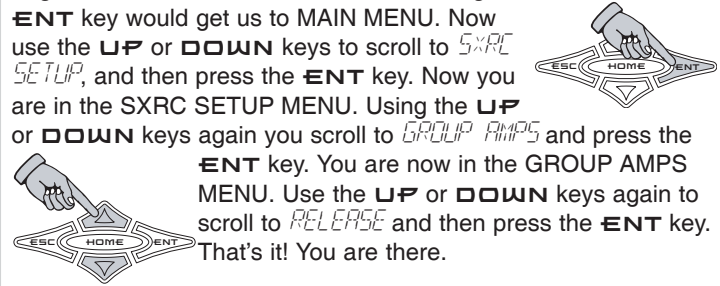 ENT key would get us to MAIN MENU. Now
use the UP or DOWN keys to scroll to SXRC
SETUP, and then press the ENT key. Now you
are in the SXRC SETUP MENU. Using the UP
or DOWN keys again you scroll to GROUP AMPS and press the
ENT key. You are now in the GROUP AMPS
MENU. Use the UP or DOWN keys again to
scroll to RELEASE and then press the ENT key.
That's it! You are there.
ESC HOME ENT
ESC HOME ENT